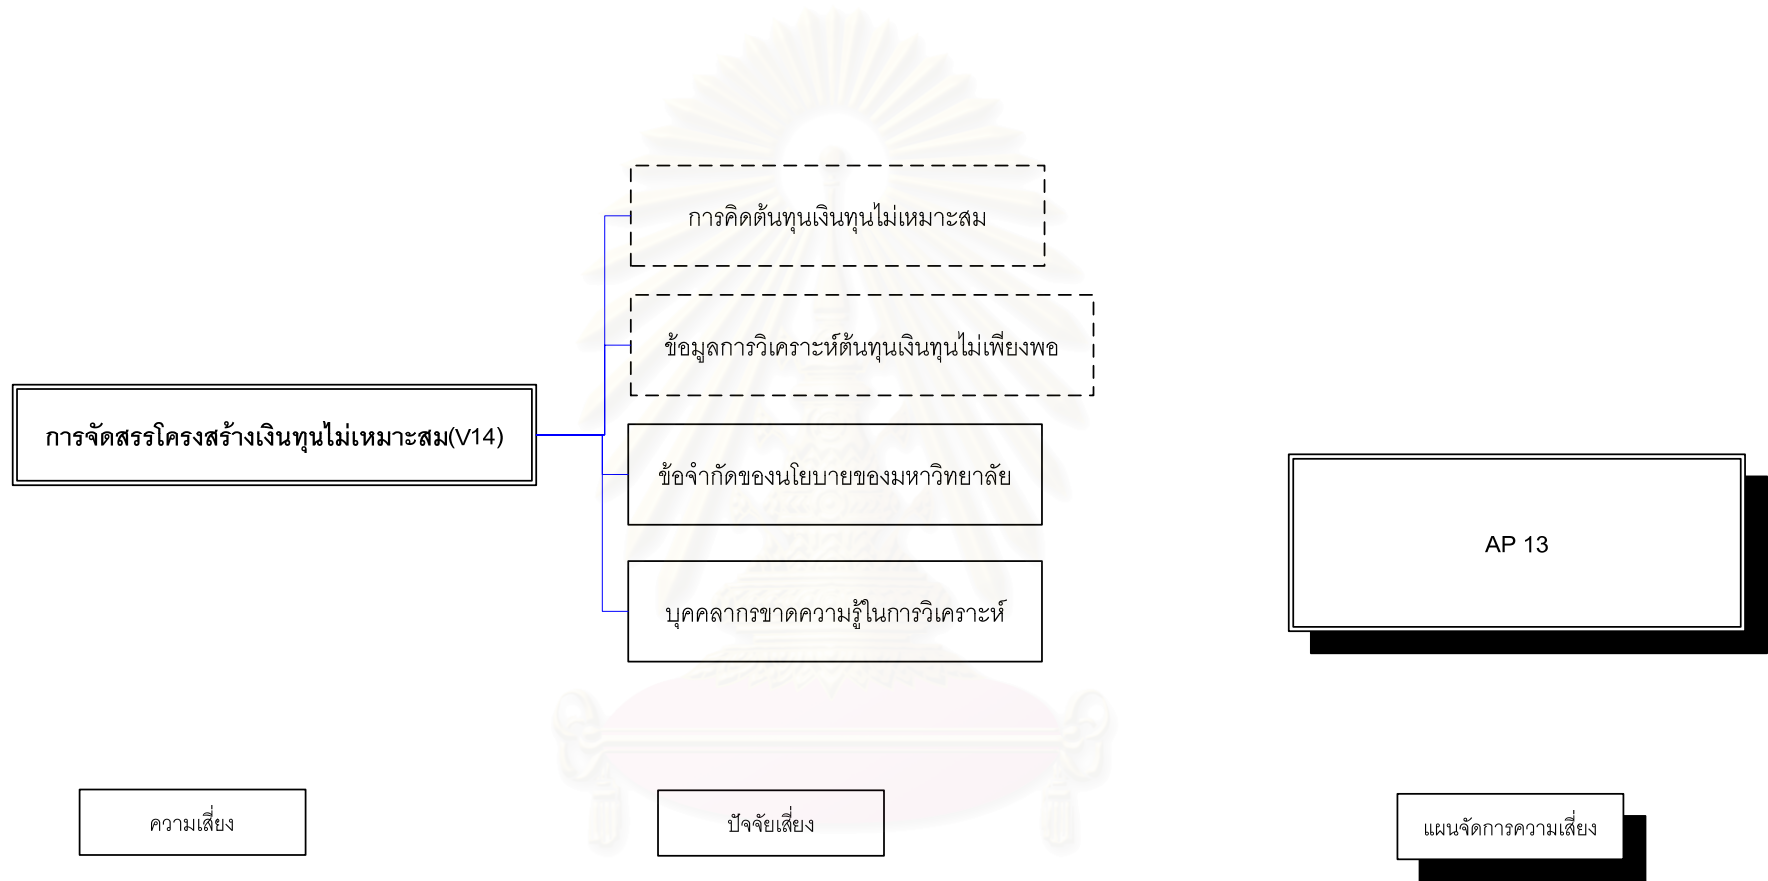 การคิดต้นทุนเงินทุนไม่เหมาะสม
ข้อมูลการวิเคราะห์ต้นทุนเงินทุนไม่เพียงพอ
การจัดสรรโครงสร้างเงินทุนไม่เหมาะสม(V14)
ข้อจำกัดของนโยบายของมหาวิทยาลัย
AP 13
บุคคลากรขาดความรู้ในการวิเคราะห์
ความเสี่ยง
ปัจจัยเสี่ยง
แผนจัดการความเสี่ยง